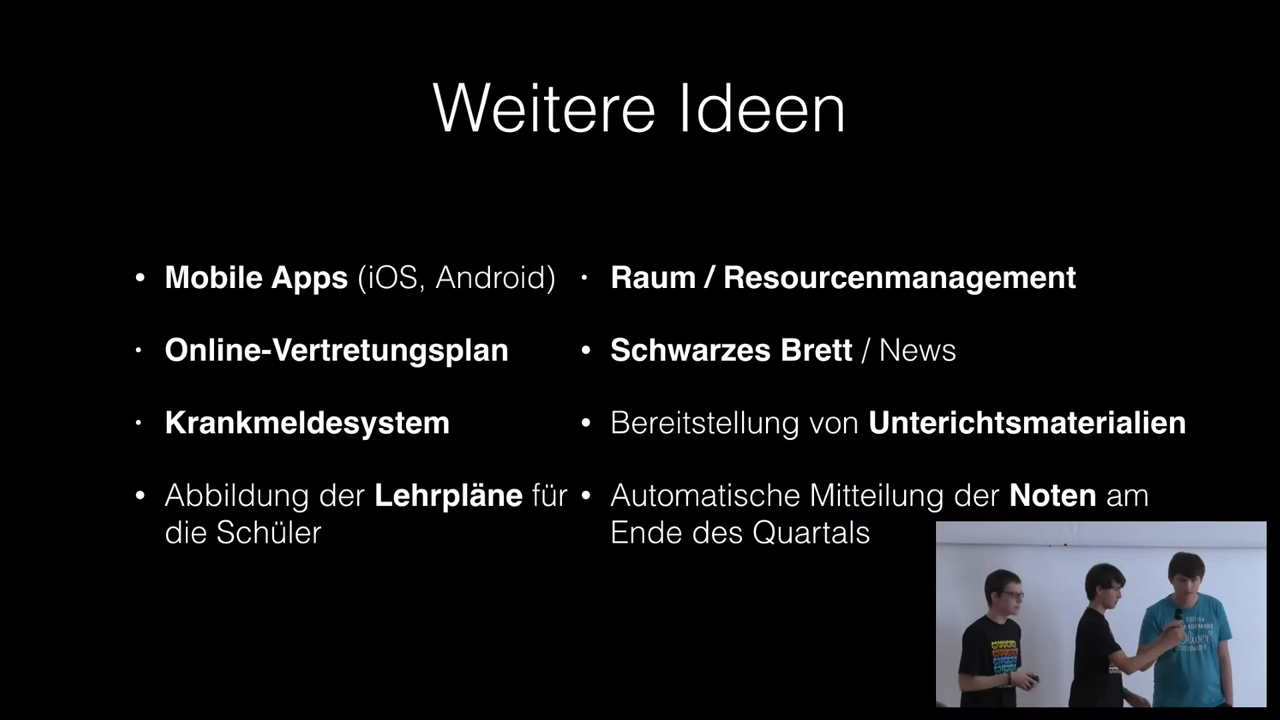 Weitere Ideen
• Mobile Apps (iOS, Android)
• Online-Vertretungsplan
• Krankmeldesystem
• Abbildung der Lehrpläne für
die Schüler
• Raum / Resourcenmanagement
• Schwarzes Brett / News
• Bereitstellung von Unterichtsmaterialien
• Automatische Mitteilung der Noten am
Ende des Quartals